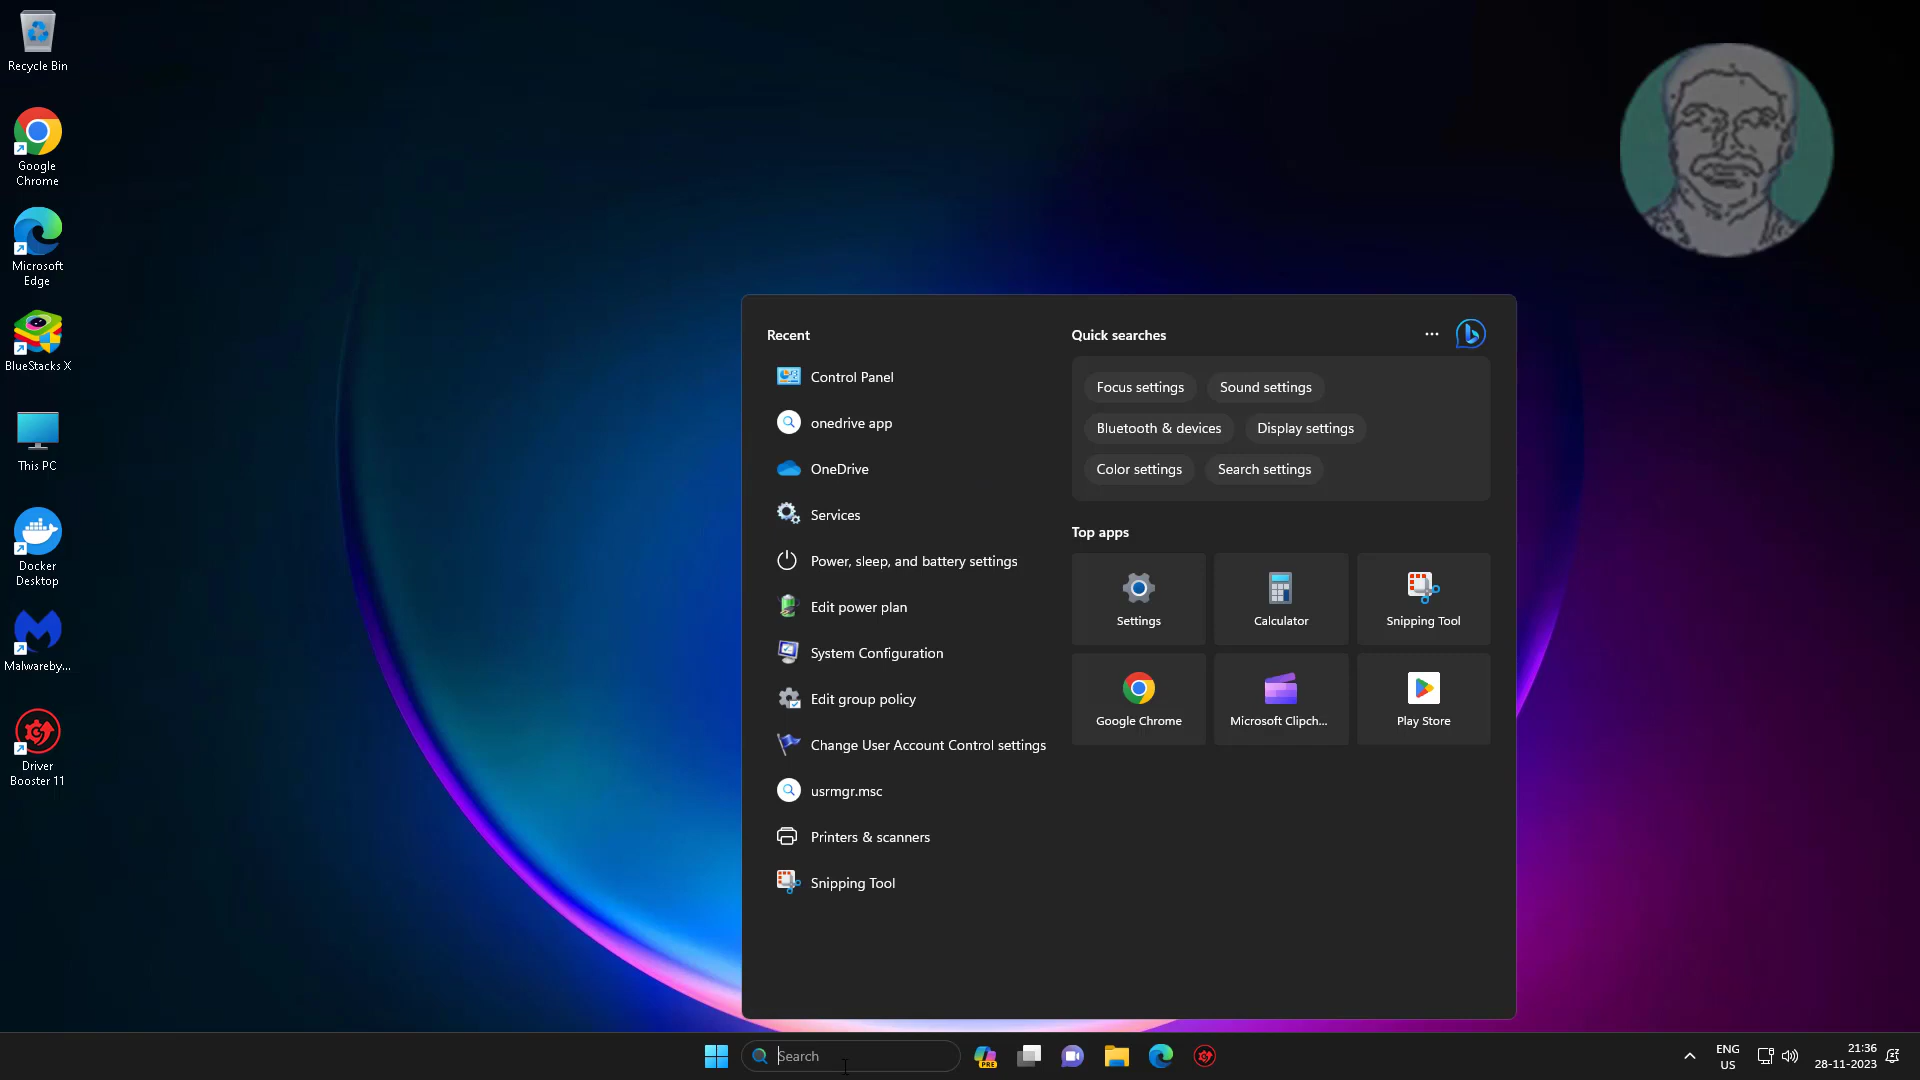 Recycle Bin
Google
Chrome
Microsoft
Edge
BlueStacks X
This PC
Docker
Desktop
Malwareby...
Driver
Booster 11
Recent
Control Panel
onedrive app
OneDrive
Services
Power, sleep, and battery settings
Edit power plan
System Configuration
Edit group policy
Change User Account Control settings
usrmgr.msc
Printers & scanners
Snipping Tool
Quick searches
Focus settings
Sound settings
Bluetooth & devices
Display settings
Color settings
Search settings
Top apps
Settings
Calculator
Snipping Tool
Google Chrome
Microsoft Clipch...
Play Store
Search
PRE
ENG
US
21:36
28-11-2023